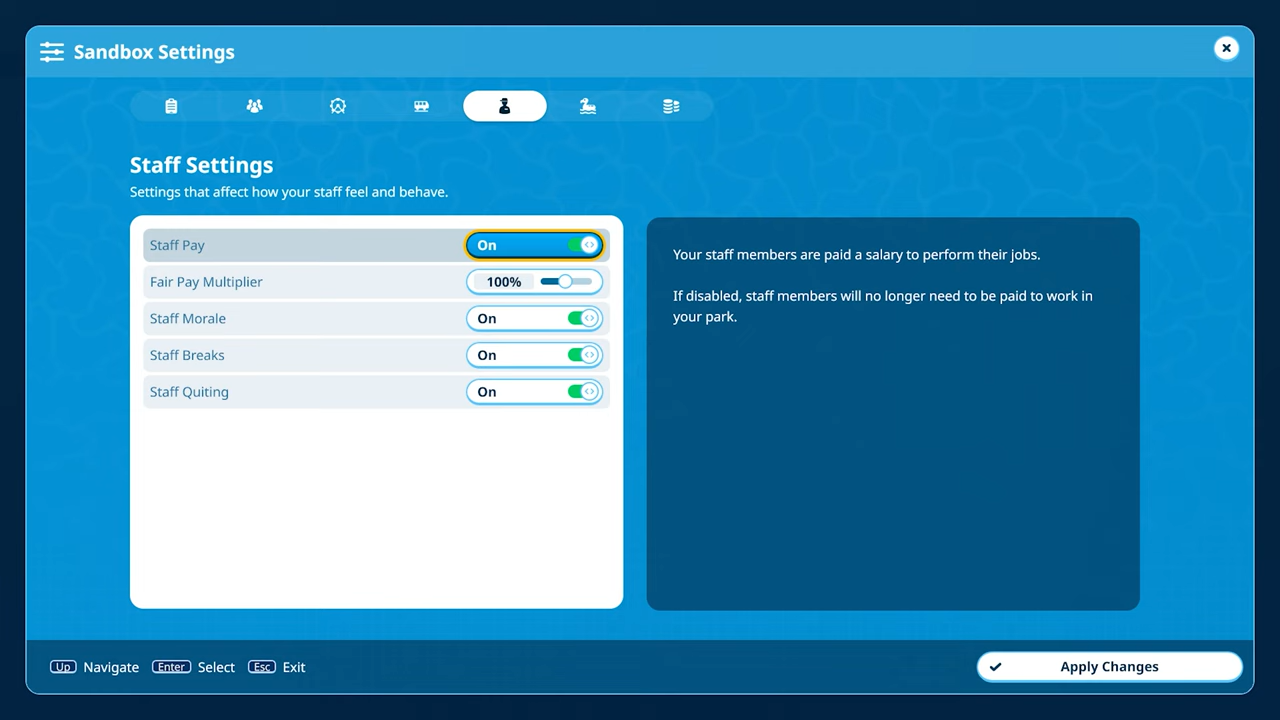 Sandbox Settings
Staff Settings
Settings that affect how your staff feel and behave.
Staff Pay On
Fair Pay Multiplier 100%
Staff Morale On
Staff Breaks On
Staff Quiting On
Your staff members are paid a salary to perform their jobs.
If disabled, staff members will no longer need to be paid to work in
your park.
Up Navigate Enter Select Esc Exit
Apply Changes